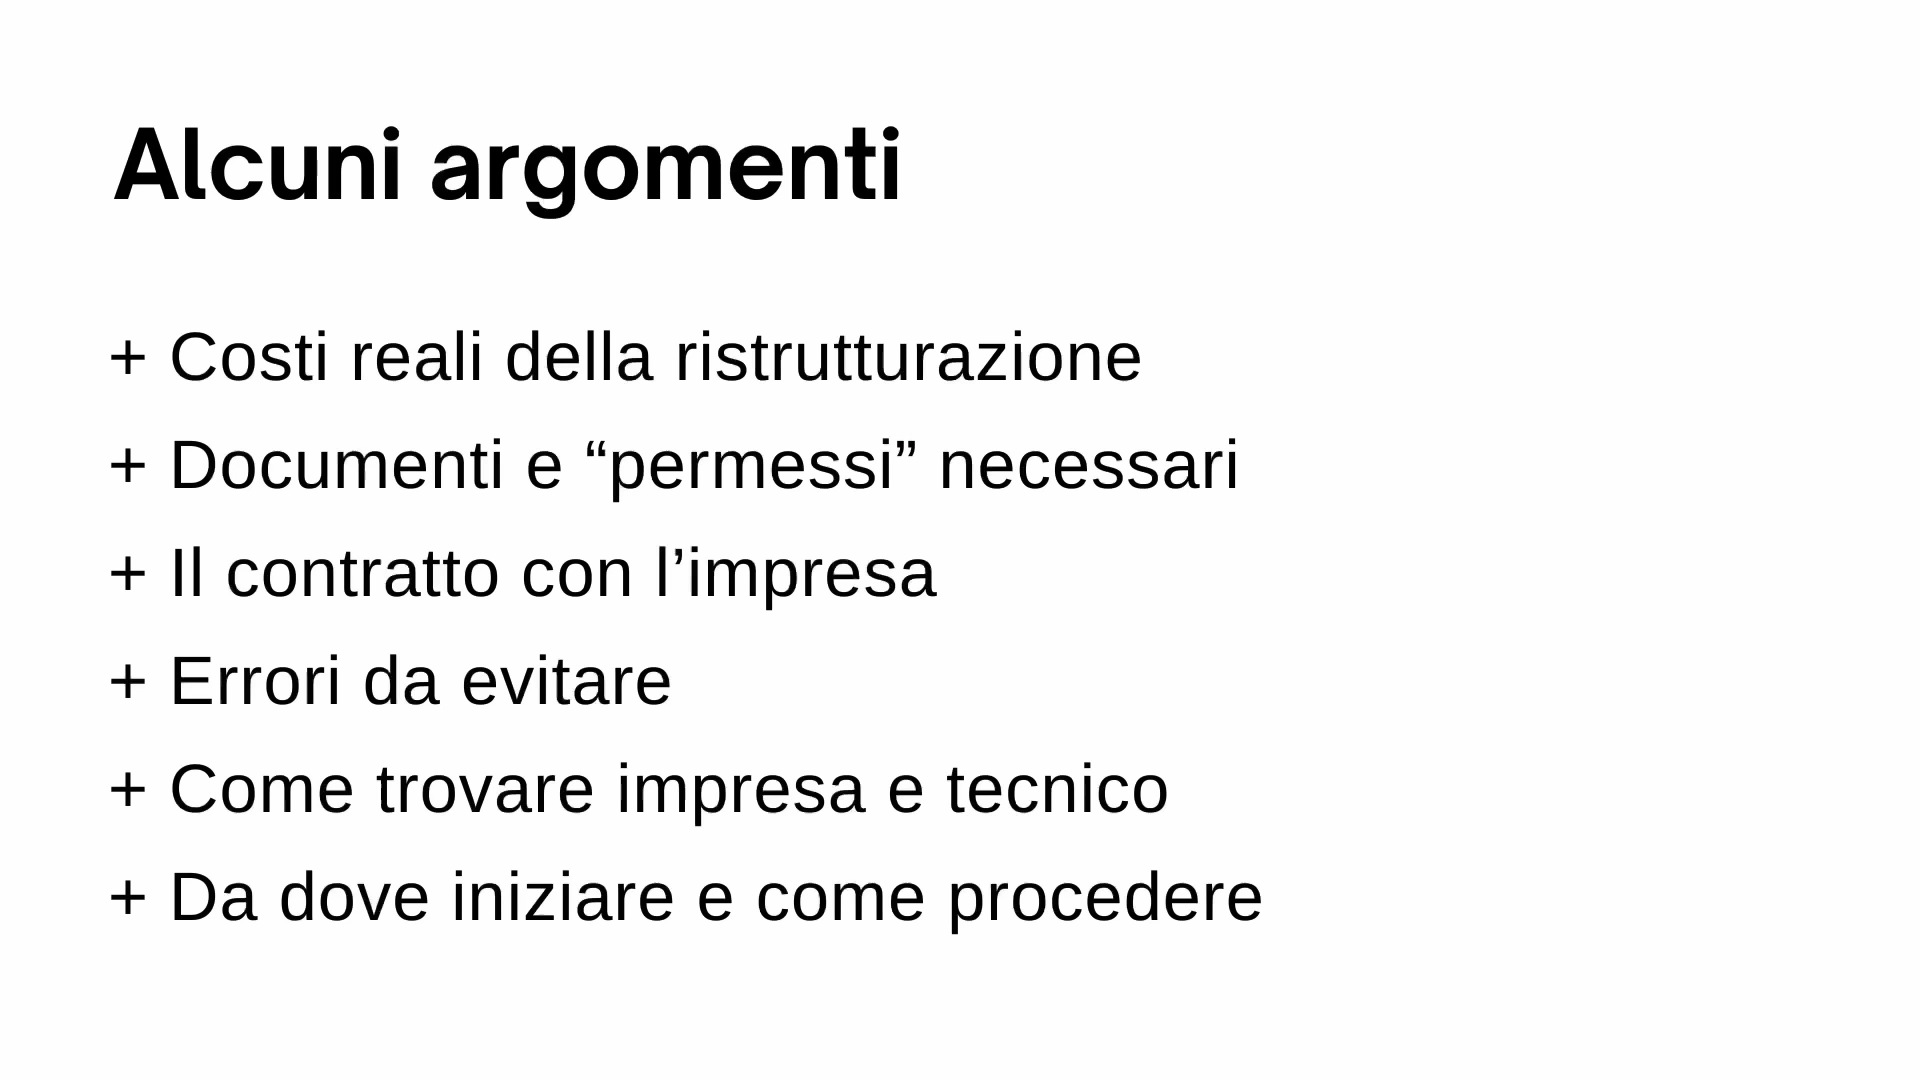 Alcuni argomenti
+ Costi reali della ristrutturazione
+ Documenti e “permessi” necessari
+ Il contratto con l’impresa
+ Errori da evitare
+ Come trovare impresa e tecnico
+ Da dove iniziare e come procedere